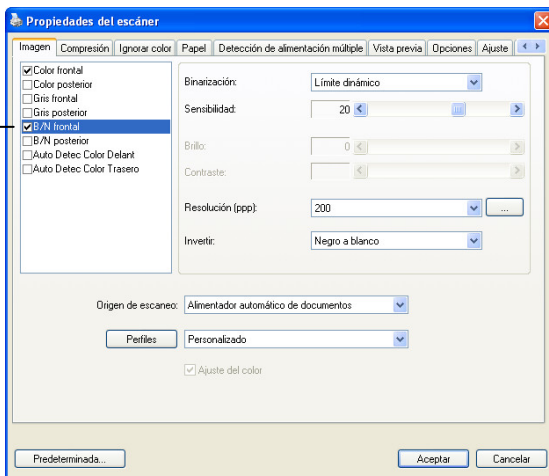 Propiedades del escáner
Imagen Compresión Ignorar color Papel Detección de alimentación múltiple Vista previa Opciones Ajuste
Color frontal
Color posterior
Gris frontal
Gris posterior
B/N frontal
B/N posterior
Auto Detec Color Delant
Auto Detec Color Trasero
Binarización: Límite dinámico
Sensibilidad: 20
Brillo: 0
Contraste:
Resolución (ppp): 200 ...
Invertir: Negro a blanco
Origen de escaneo: Alimentador automático de documentos
Perfiles Personalizado
Ajuste del color
Predeterminada... Aceptar Cancelar